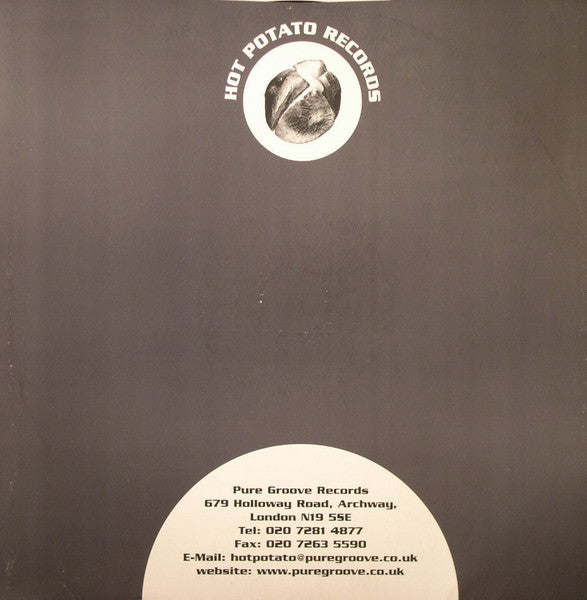 HOT POTATO RECORDS
Pure Groove Records
679 Holloway Road, Archway,
London N19 5SE
Tel: 020 7281 4877
Fax: 020 7263 5590
E-Mail: hotpotato@puregroove.co.uk
website: www.puregroove.co.uk